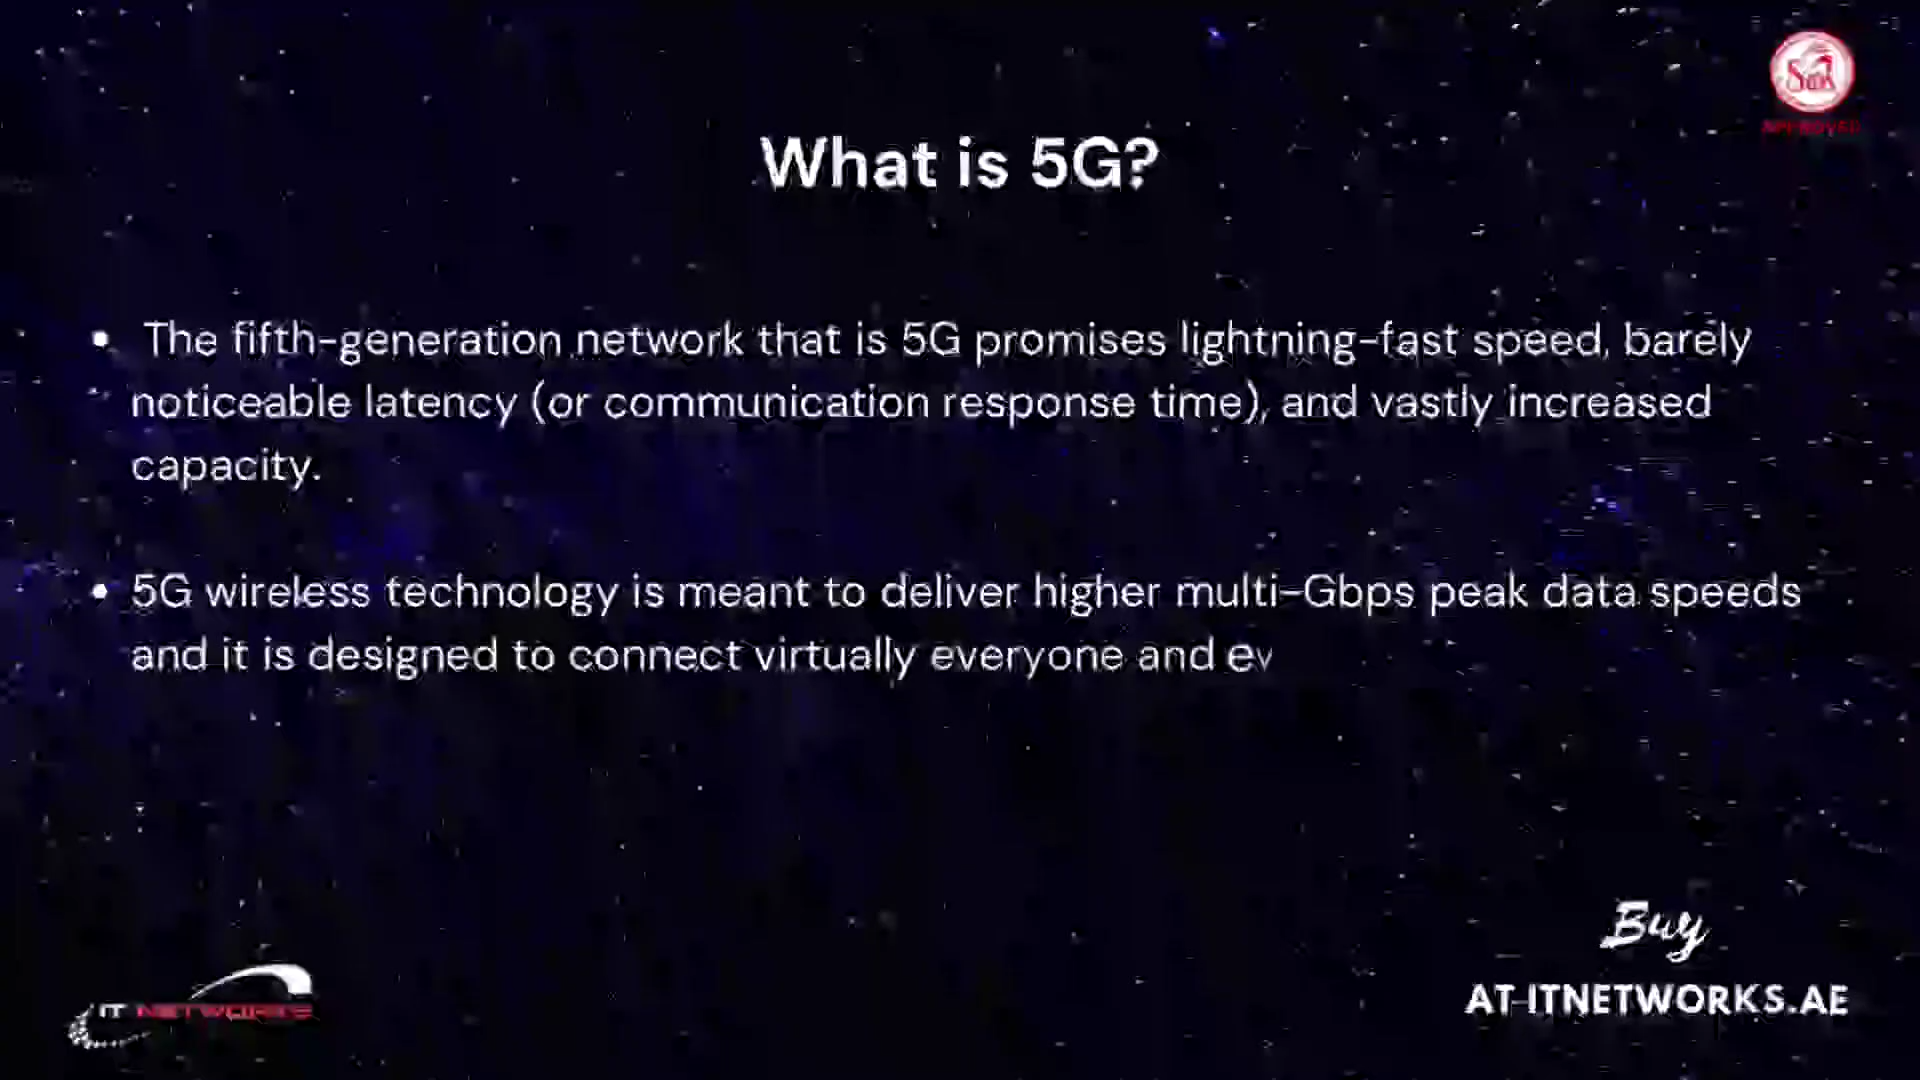 What is 5G?
• The fifth-generation network that is 5G promises lightning-fast speed, barely
noticeable latency (or communication response time), and vastly increased
capacity.
• 5G wireless technology is meant to deliver higher multi-Gbps peak data speeds
and it is designed to connect virtually everyone and ev
Buy
AT ITNETWORKS.AE
IT NETWORKS